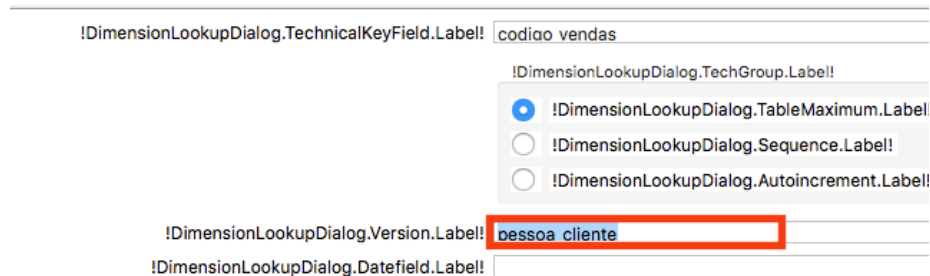 !DimensionLookupDialog.TechnicalKeyField.Label! codigo vendas
!DimensionLookupDialog.TechGroup.Label!
!DimensionLookupDialog.TableMaximum.Label!
!DimensionLookupDialog.Sequence.Label!
!DimensionLookupDialog.Autoincrement.Label!
!DimensionLookupDialog.Version.Label! pessoa cliente
!DimensionLookupDialog.Datefield.Label!